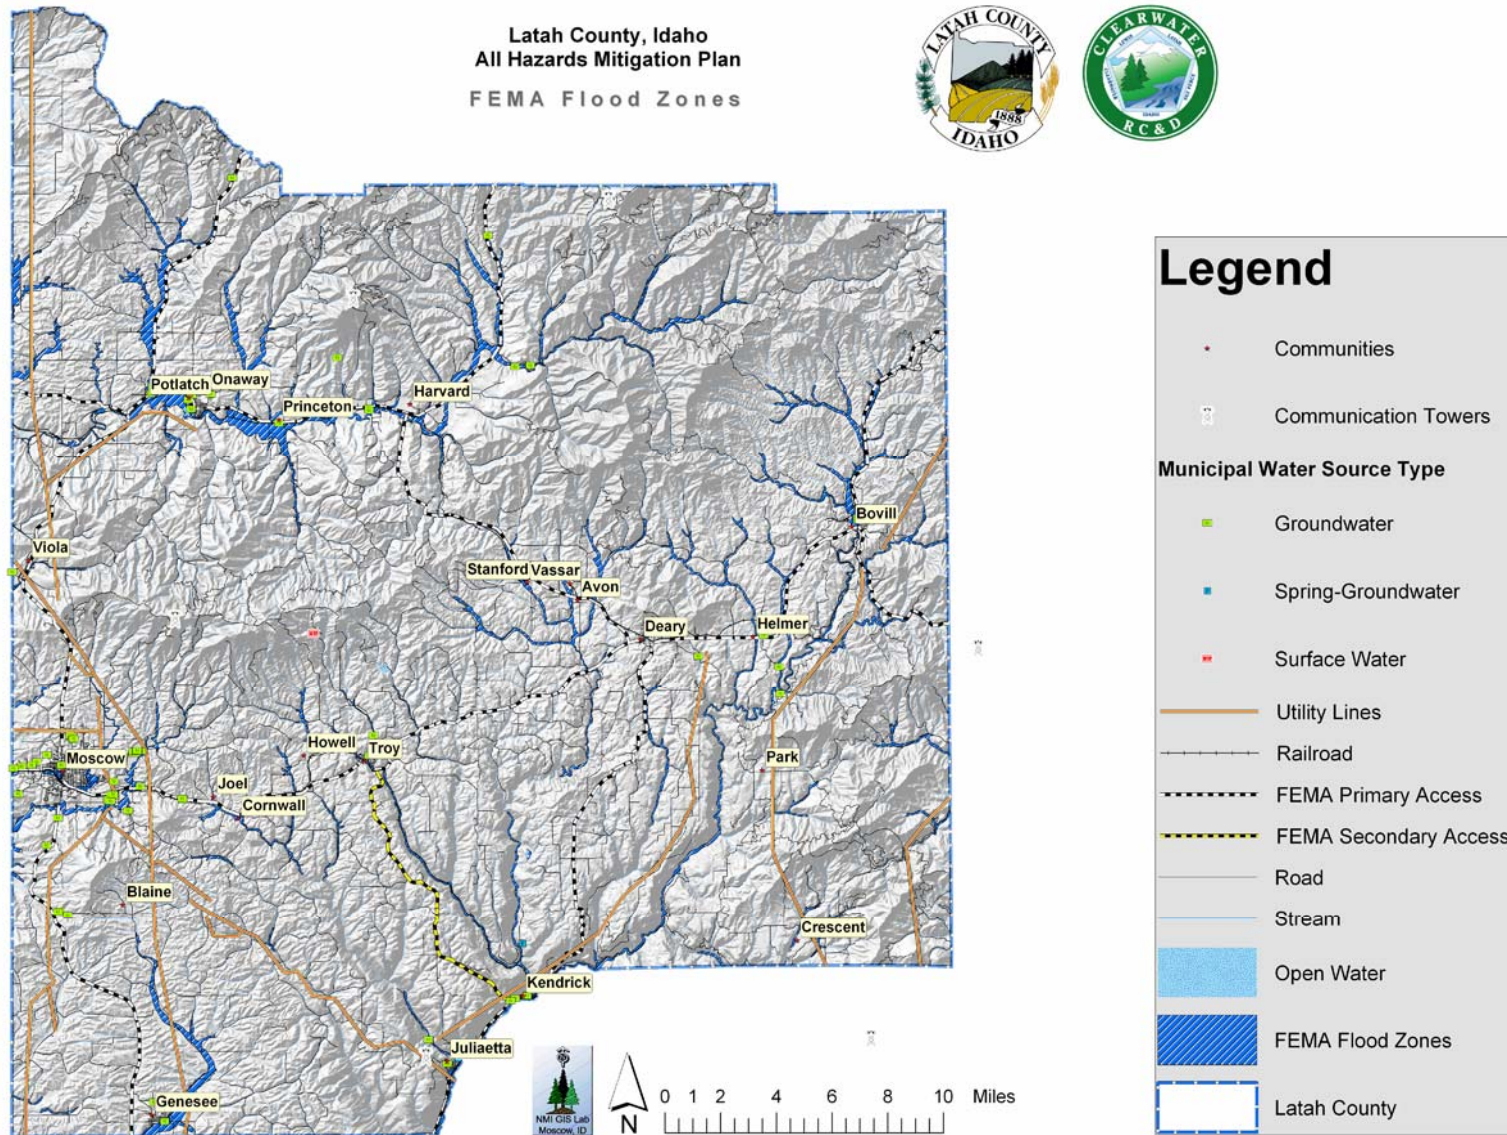 Latah County, Idaho
All Hazards Mitigation Plan
FEMA Flood Zones
LATAH COUNTY
1888
IDAHO
CLEARWATER
RC&D
IDAHO
Potlatch
Onaway
Princeton
Harvard
Bovill
Viola
Stanford
Vassar
Avon
Deary
Helmer
Howell
Troy
Moscow
Park
Joel
Cornwall
Blaine
Crescent
Kendrick
Juliaetta
Genesee
NMI GIS Lab
Moscow, ID
N
0 1 2 4 6 8 10 Miles
Legend
Communities
Communication Towers
Municipal Water Source Type
Groundwater
Spring-Groundwater
Surface Water
Utility Lines
Railroad
FEMA Primary Access
FEMA Secondary Access
Road
Stream
Open Water
FEMA Flood Zones
Latah County